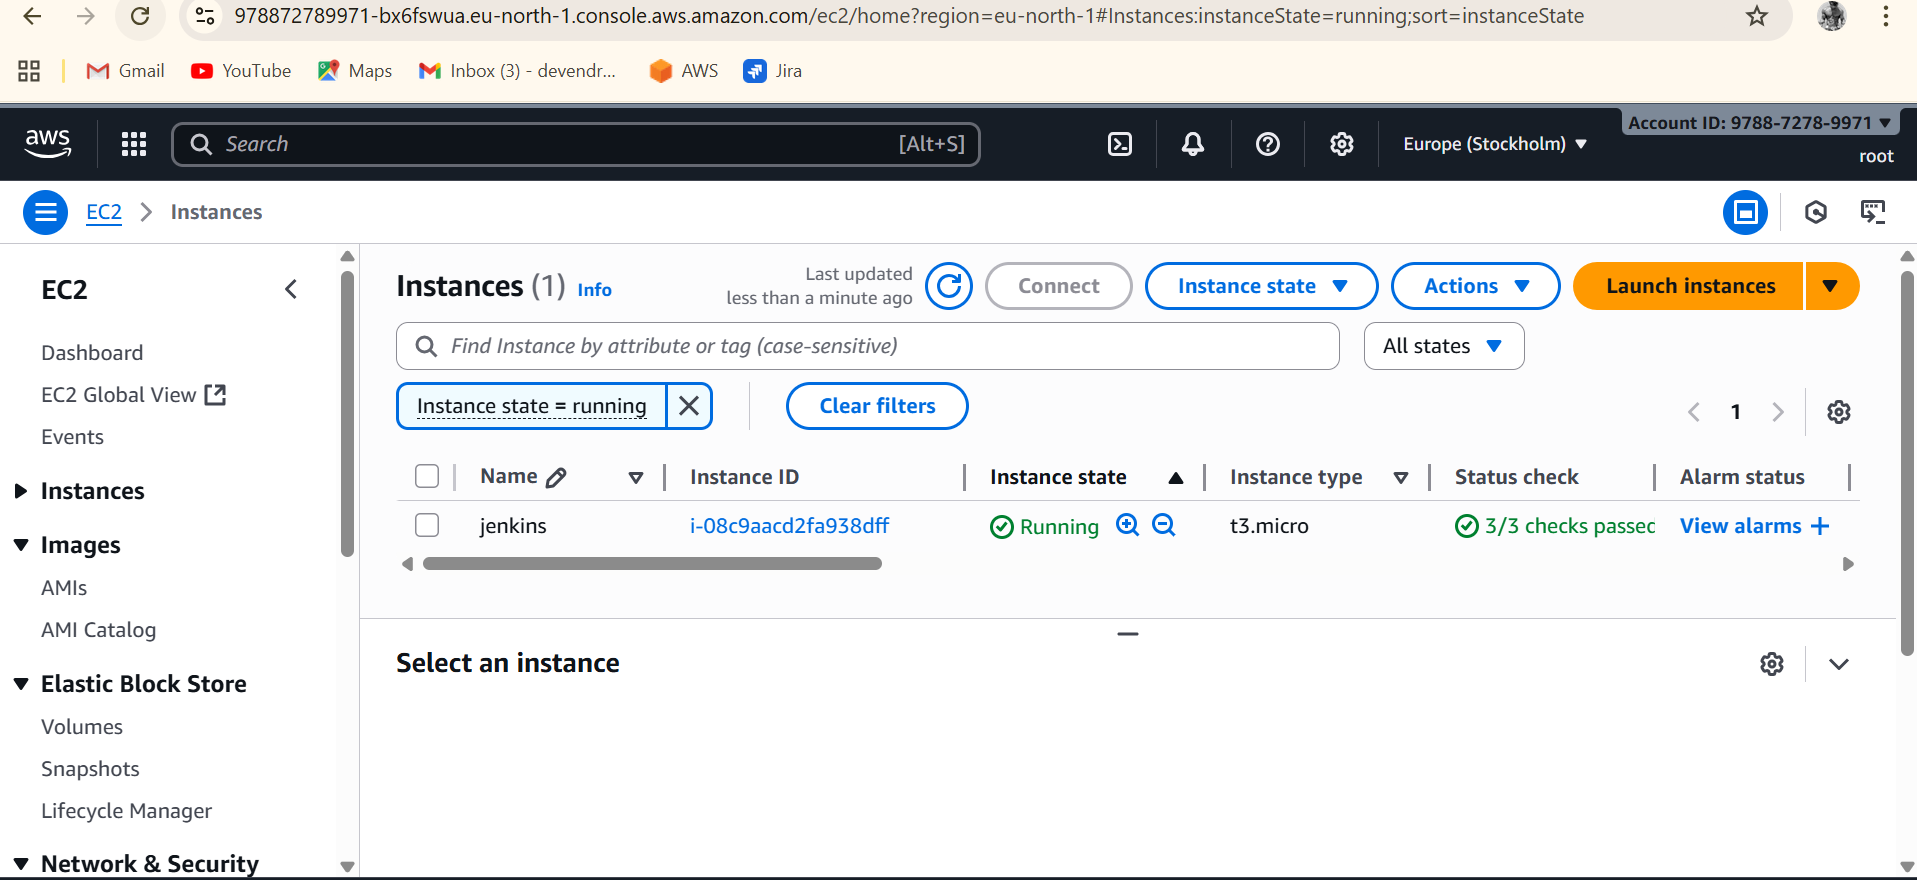 978872789971-bx6fswua.eu-north-1.console.aws.amazon.com/ec2/home?region=eu-north-1#Instances:instanceState=running;sort=instanceState
Gmail YouTube Maps Inbox (3) - devendr... AWS Jira
aws Search [Alt+S] Europe (Stockholm) Account ID: 9788-7278-9971
root
EC2 Instances
EC2
Dashboard
EC2 Global View
Events
Instances
Images
AMIs
AMI Catalog
Elastic Block Store
Volumes
Snapshots
Lifecycle Manager
Network & Security
Instances (1) Info
Last updated
less than a minute ago
Connect Instance state Actions Launch instances
Find Instance by attribute or tag (case-sensitive) All states
Instance state = running Clear filters 1
Name Instance ID Instance state Instance type Status check Alarm status
jenkins i-08c9aacd2fa938dff Running t3.micro 3/3 checks passed View alarms +
Select an instance